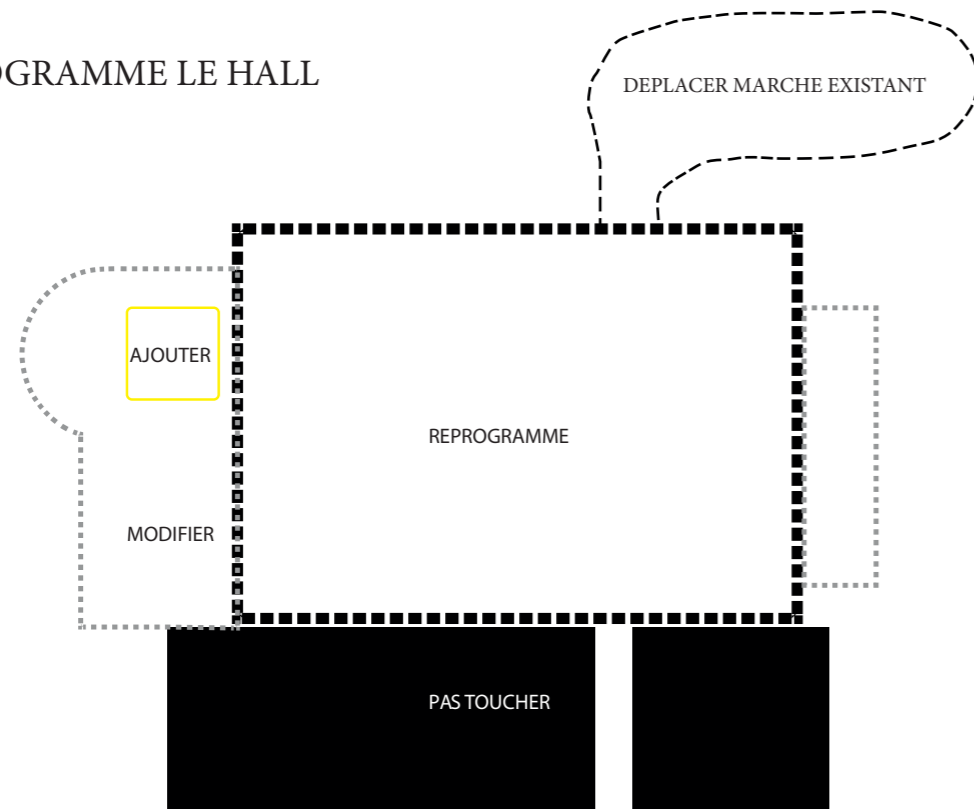 OGRAMME LE HALL
DEPLACER MARCHE EXISTANT
AJOUTER
REPROGRAMME
MODIFIER
PAS TOUCHER